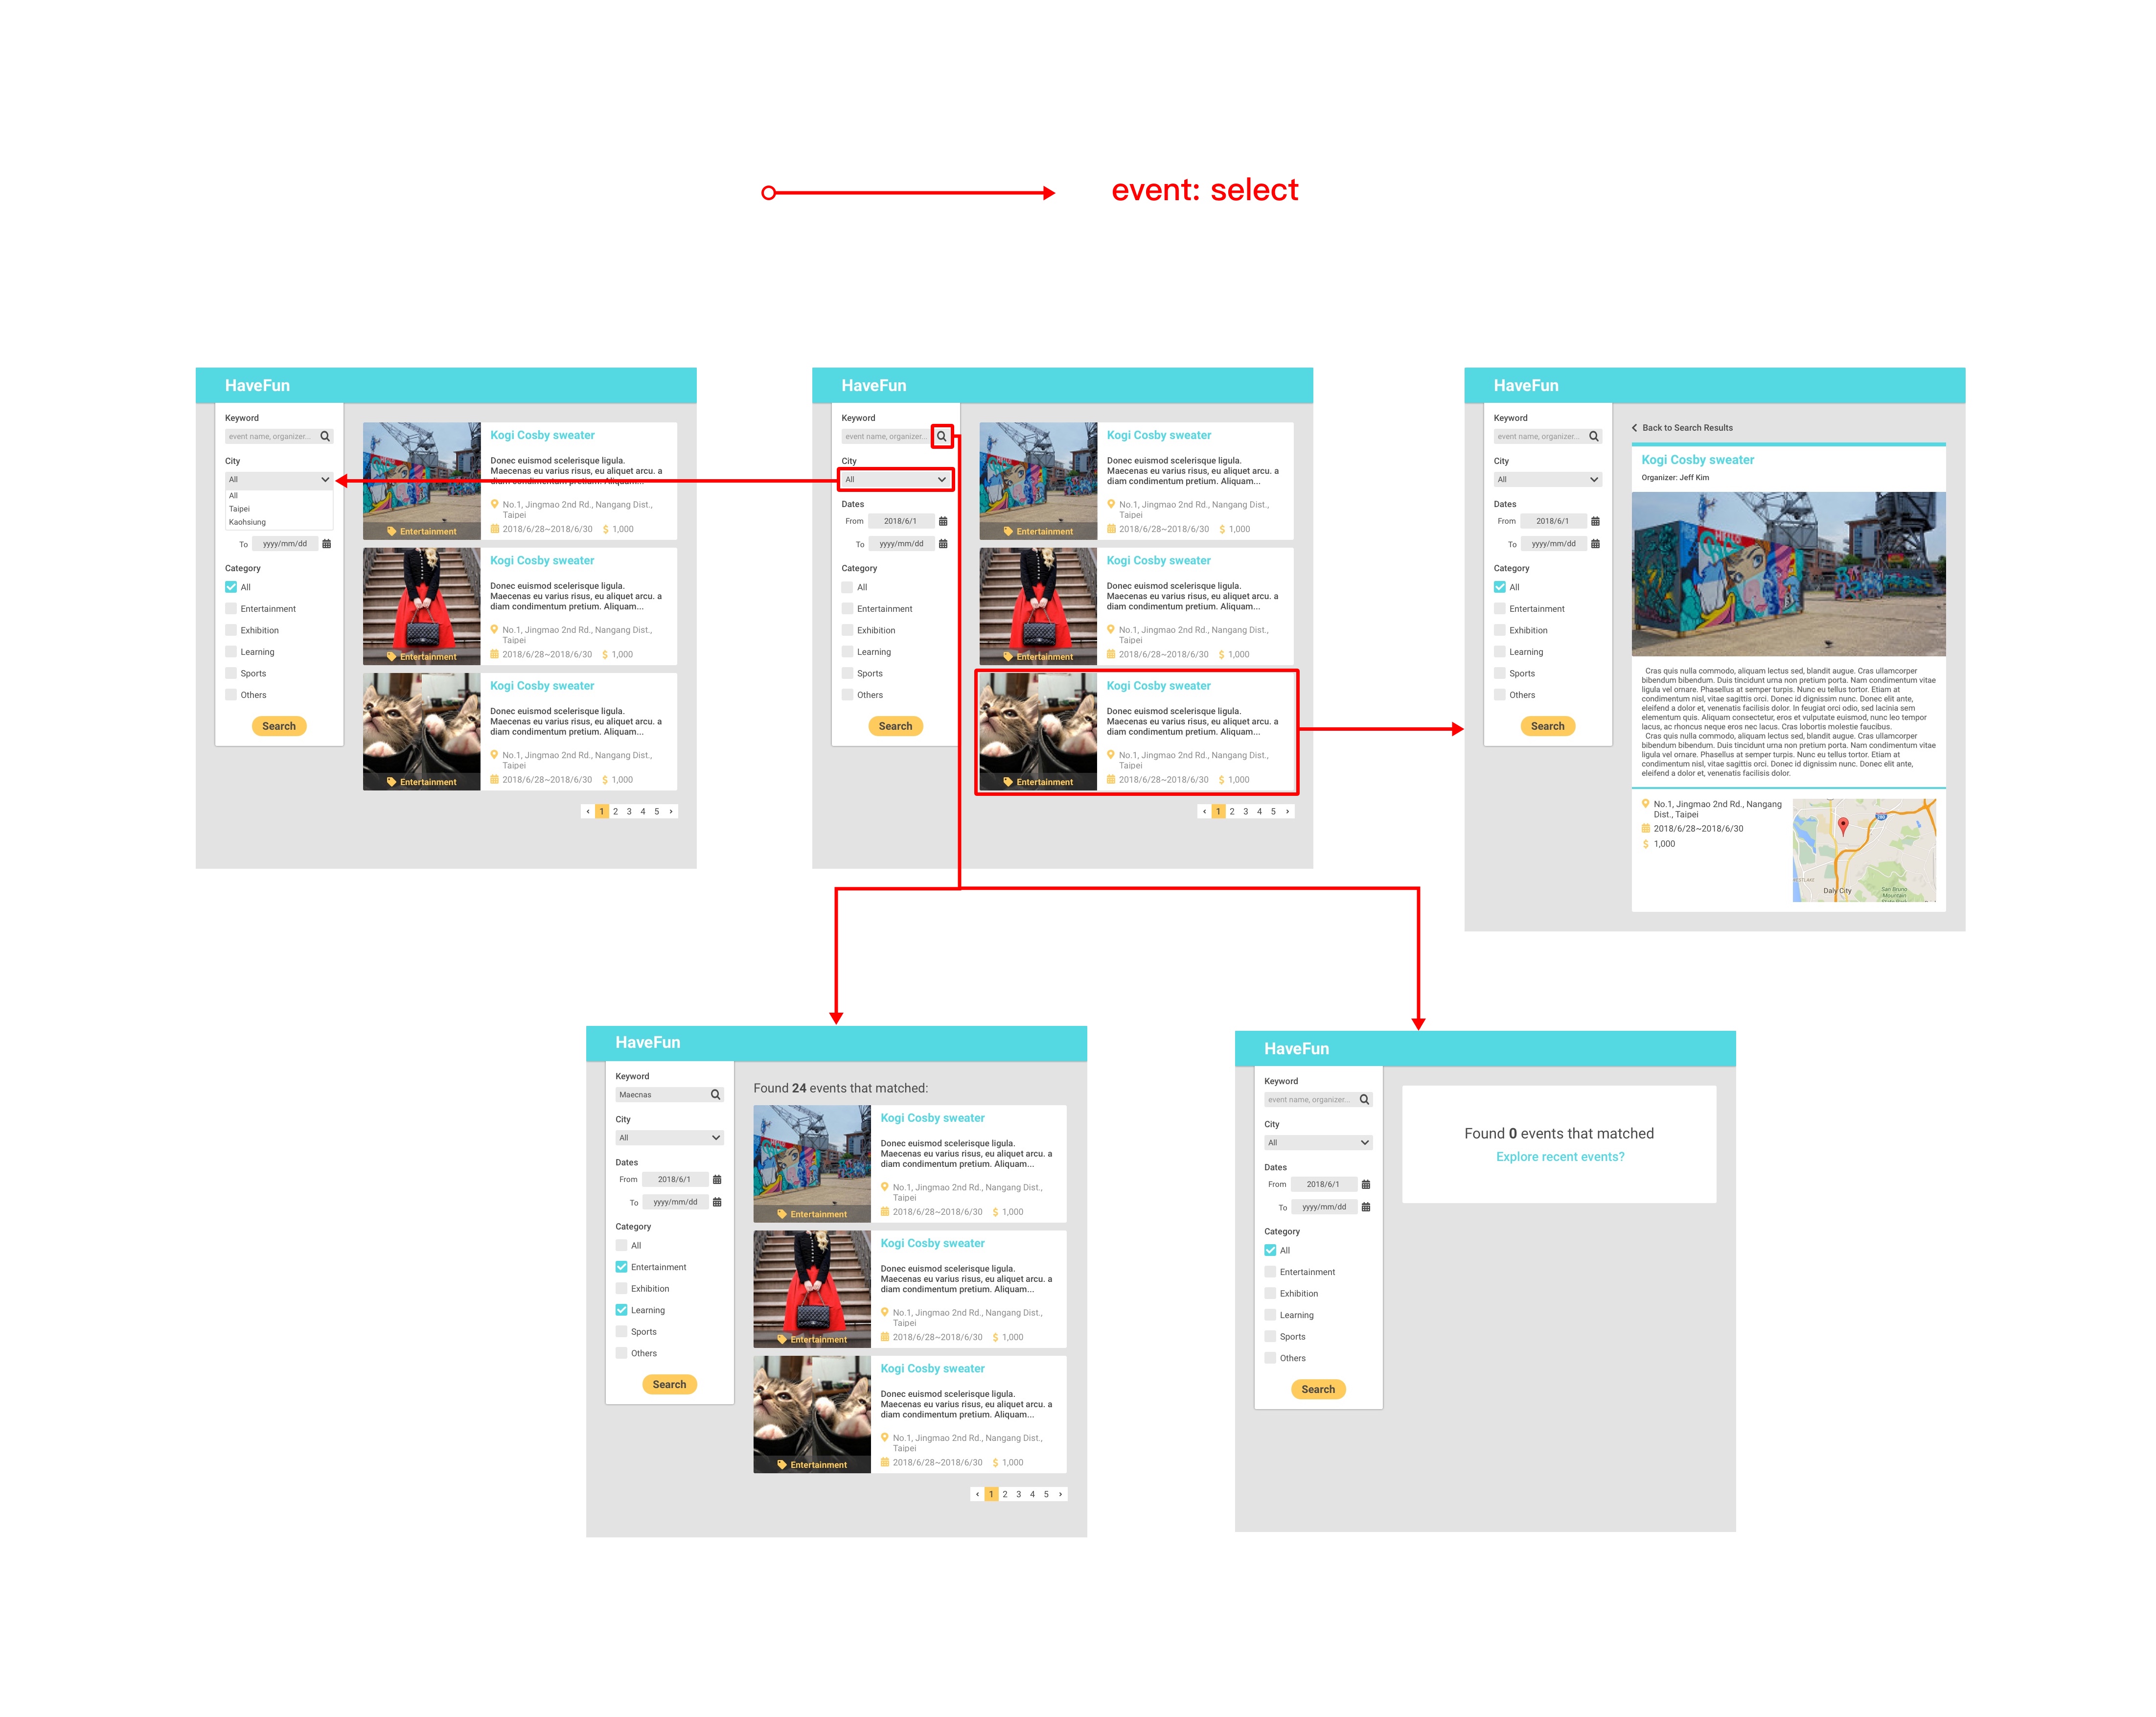 event: select
HaveFun
Keyword
event name, organizer...
City
All
All
Taipei
Kaohsiung
To yyyy/mm/dd
Category
All
Entertainment
Exhibition
Learning
Sports
Others
Search
Kogi Cosby sweater
Donec euismod scelerisque ligula.
Maecenas eu varius risus, eu aliquet arcu. a
diam condimentum pretium. Aliquam...
No.1, Jingmao 2nd Rd., Nangang Dist.,
Taipei
2018/6/28~2018/6/30 $ 1,000
Entertainment
Kogi Cosby sweater
Donec euismod scelerisque ligula.
Maecenas eu varius risus, eu aliquet arcu. a
diam condimentum pretium. Aliquam...
No.1, Jingmao 2nd Rd., Nangang Dist.,
Taipei
2018/6/28~2018/6/30 $ 1,000
Entertainment
Kogi Cosby sweater
Donec euismod scelerisque ligula.
Maecenas eu varius risus, eu aliquet arcu. a
diam condimentum pretium. Aliquam...
No.1, Jingmao 2nd Rd., Nangang Dist.,
Taipei
2018/6/28~2018/6/30 $ 1,000
Entertainment
‹ 1 2 3 4 5 ›
HaveFun
Keyword
event name, organizer...
City
All
Dates
From 2018/6/1
To yyyy/mm/dd
Category
All
Entertainment
Exhibition
Learning
Sports
Others
Search
Kogi Cosby sweater
Donec euismod scelerisque ligula.
Maecenas eu varius risus, eu aliquet arcu. a
diam condimentum pretium. Aliquam...
No.1, Jingmao 2nd Rd., Nangang Dist.,
Taipei
2018/6/28~2018/6/30 $ 1,000
Entertainment
Kogi Cosby sweater
Donec euismod scelerisque ligula.
Maecenas eu varius risus, eu aliquet arcu. a
diam condimentum pretium. Aliquam...
No.1, Jingmao 2nd Rd., Nangang Dist.,
Taipei
2018/6/28~2018/6/30 $ 1,000
Entertainment
Kogi Cosby sweater
Donec euismod scelerisque ligula.
Maecenas eu varius risus, eu aliquet arcu. a
diam condimentum pretium. Aliquam...
No.1, Jingmao 2nd Rd., Nangang Dist.,
Taipei
2018/6/28~2018/6/30 $ 1,000
Entertainment
‹ 1 2 3 4 5 ›
HaveFun
Keyword
event name, organizer...
City
All
Dates
From 2018/6/1
To yyyy/mm/dd
Category
All
Entertainment
Exhibition
Learning
Sports
Others
Search
Back to Search Results
Kogi Cosby sweater
Organizer: Jeff Kim
Cras quis nulla commodo, aliquam lectus sed, blandit augue. Cras ullamcorper
bibendum bibendum. Duis tincidunt urna non pretium porta. Nam condimentum vitae
ligula vel ornare. Phasellus at semper turpis. Nunc eu tellus tortor. Etiam at
condimentum nisl, vitae sagittis orci. Donec id dignissim nunc. Donec elit ante,
eleifend a dolor et, venenatis facilisis dolor. In feugiat orci odio, sed lacinia sem
elementum quis. Aliquam consectetur, eros et vulputate euismod, nunc leo tempor
lacus, ac rhoncus neque eros nec lacus. Cras lobortis molestie faucibus.
Cras quis nulla commodo, aliquam lectus sed, blandit augue. Cras ullamcorper
bibendum bibendum. Duis tincidunt urna non pretium porta. Nam condimentum vitae
ligula vel ornare. Phasellus at semper turpis. Nunc eu tellus tortor. Etiam at
condimentum nisl, vitae sagittis orci. Donec id dignissim nunc. Donec elit ante,
eleifend a dolor et, venenatis facilisis dolor.
No.1, Jingmao 2nd Rd., Nangang
Dist., Taipei
2018/6/28~2018/6/30
$ 1,000
Daly City
San Bruno
Mountain
HaveFun
Keyword
Maecnas
City
All
Dates
From 2018/6/1
To yyyy/mm/dd
Category
All
Entertainment
Exhibition
Learning
Sports
Others
Search
Found 24 events that matched:
Kogi Cosby sweater
Donec euismod scelerisque ligula.
Maecenas eu varius risus, eu aliquet arcu. a
diam condimentum pretium. Aliquam...
No.1, Jingmao 2nd Rd., Nangang Dist.,
Taipei
2018/6/28~2018/6/30 $ 1,000
Entertainment
Kogi Cosby sweater
Donec euismod scelerisque ligula.
Maecenas eu varius risus, eu aliquet arcu. a
diam condimentum pretium. Aliquam...
No.1, Jingmao 2nd Rd., Nangang Dist.,
Taipei
2018/6/28~2018/6/30 $ 1,000
Entertainment
Kogi Cosby sweater
Donec euismod scelerisque ligula.
Maecenas eu varius risus, eu aliquet arcu. a
diam condimentum pretium. Aliquam...
No.1, Jingmao 2nd Rd., Nangang Dist.,
Taipei
2018/6/28~2018/6/30 $ 1,000
Entertainment
‹ 1 2 3 4 5 ›
HaveFun
Keyword
event name, organizer...
City
All
Dates
From 2018/6/1
To yyyy/mm/dd
Category
All
Entertainment
Exhibition
Learning
Sports
Others
Search
Found 0 events that matched
Explore recent events?